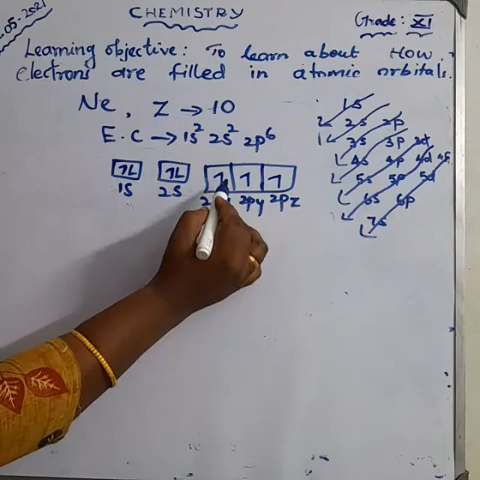 -05-2021
CHEMISTRY
Grade: XI
Learning objective: To learn about How
electrons are filled in atomic orbitals.
Ne, Z → 10
E.C → 1s² 2s² 2p⁶
1S 2S 2py 2pz
1s
2s 2p
3s 3p 3d
4s 4p 4d 4f
5s 5p 5d
6s 6p
7s